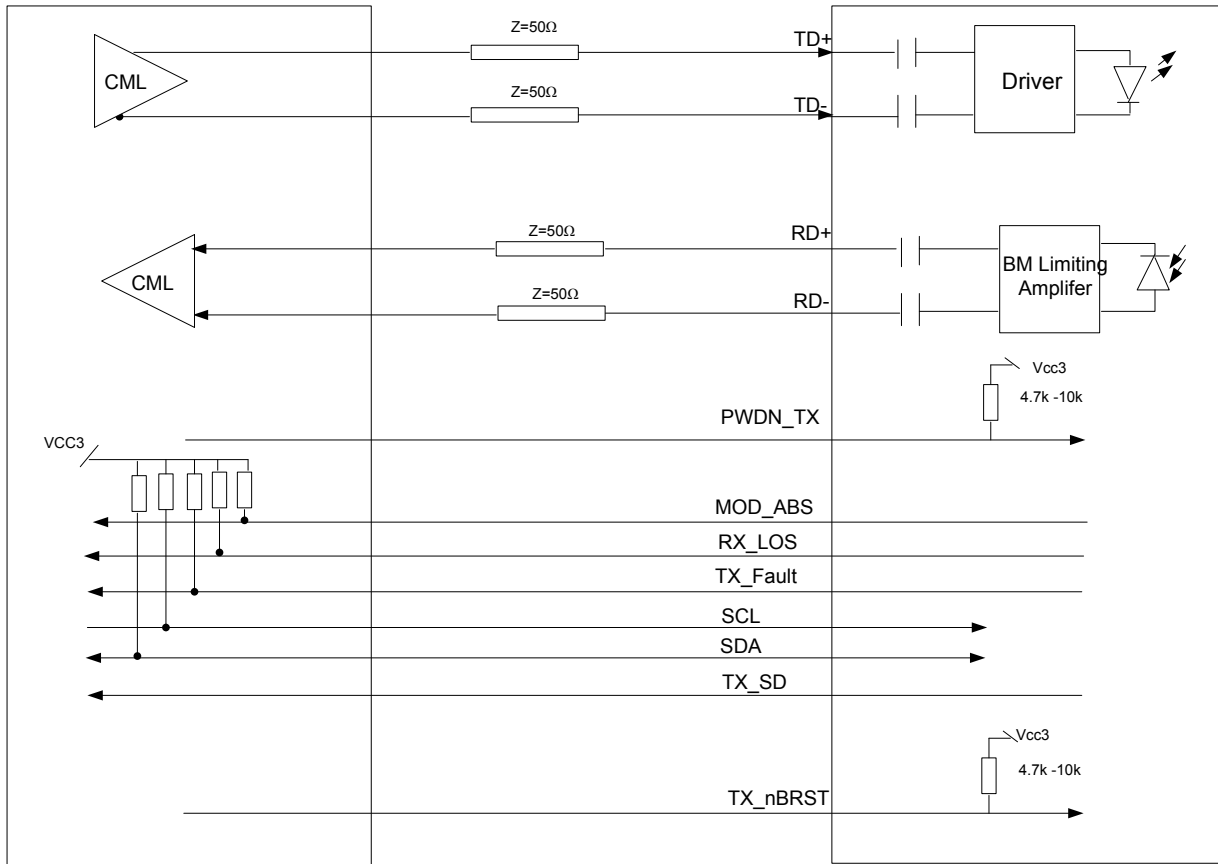 Z=50Ω
TD+
CML
Driver
Z=50Ω
TD-
Z=50Ω
RD+
CML
BM Limiting
Amplifer
Z=50Ω
RD-
Vcc3
4.7k -10k
PWDN_TX
VCC3
MOD_ABS
RX_LOS
TX_Fault
SCL
SDA
TX_SD
Vcc3
4.7k -10k
TX_nBRST